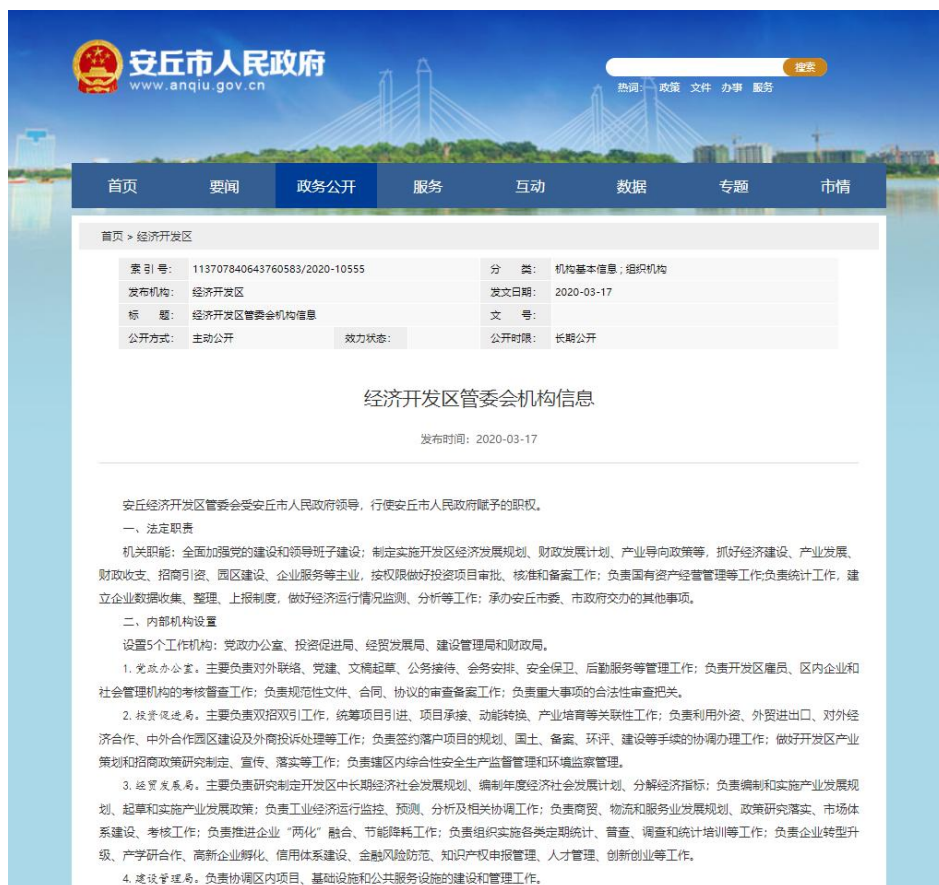 安丘市人民政府
www.anqiu.gov.cn
搜索
热词: 政策 文件 办事 服务
首页 要闻 政务公开 服务 互动 数据 专题 市情
首页 > 经济开发区
索 引 号: 113707840643760583/2020-10555 分 类: 机构基本信息 ; 组织机构
发布机构: 经济开发区 发文日期: 2020-03-17
标 题: 经济开发区管委会机构信息 文 号:
公开方式: 主动公开 效力状态: 公开时限: 长期公开
经济开发区管委会机构信息
发布时间: 2020-03-17
安丘经济开发区管委会受安丘市人民政府领导，行使安丘市人民政府赋予的职权。
一、法定职责
机关职能：全面加强党的建设和领导班子建设；制定实施开发区经济发展规划、财政发展计划、产业导向政策等，抓好经济建设、产业发展、
财政收支、招商引资、园区建设、企业服务等主业，按权限做好投资项目审批、核准和备案工作；负责国有资产经营管理等工作;负责统计工作，建
立企业数据收集、整理、上报制度，做好经济运行情况监测、分析等工作；承办安丘市委、市政府交办的其他事项。
二、内部机构设置
设置5个工作机构：党政办公室、投资促进局、经贸发展局、建设管理局和财政局。
1. 党政办公室。主要负责对外联络、党建、文稿起草、公务接待、会务安排、安全保卫、后勤服务等管理工作；负责开发区雇员、区内企业和
社会管理机构的考核督查工作；负责规范性文件、合同、协议的审查备案工作；负责重大事项的合法性审查把关。
2. 投资促进局。主要负责双招双引工作，统筹项目引进、项目承接、动能转换、产业培育等关联性工作；负责利用外资、外贸进出口、对外经
济合作、中外合作园区建设及外商投诉处理等工作；负责签约落户项目的规划、国土、备案、环评、建设等手续的协调办理工作；做好开发区产业
策划和招商政策研究制定、宣传、落实等工作；负责辖区内综合性安全生产监督管理和环境监察管理。
3. 经贸发展局。主要负责研究制定开发区中长期经济社会发展规划、编制年度经济社会发展计划、分解经济指标；负责编制和实施产业发展规
划、起草和实施产业发展政策；负责工业经济运行监控、预测、分析及相关协调工作；负责商贸、物流和服务业发展规划、政策研究落实、市场体
系建设、考核工作；负责推进企业“两化”融合、节能降耗工作；负责组织实施各类定期统计、普查、调查和统计培训等工作；负责企业转型升
级、产学研合作、高新企业孵化、信用体系建设、金融风险防范、知识产权申报管理、人才管理、创新创业等工作。
4. 建设管理局。负责协调区内项目、基础设施和公共服务设施的建设和管理工作。